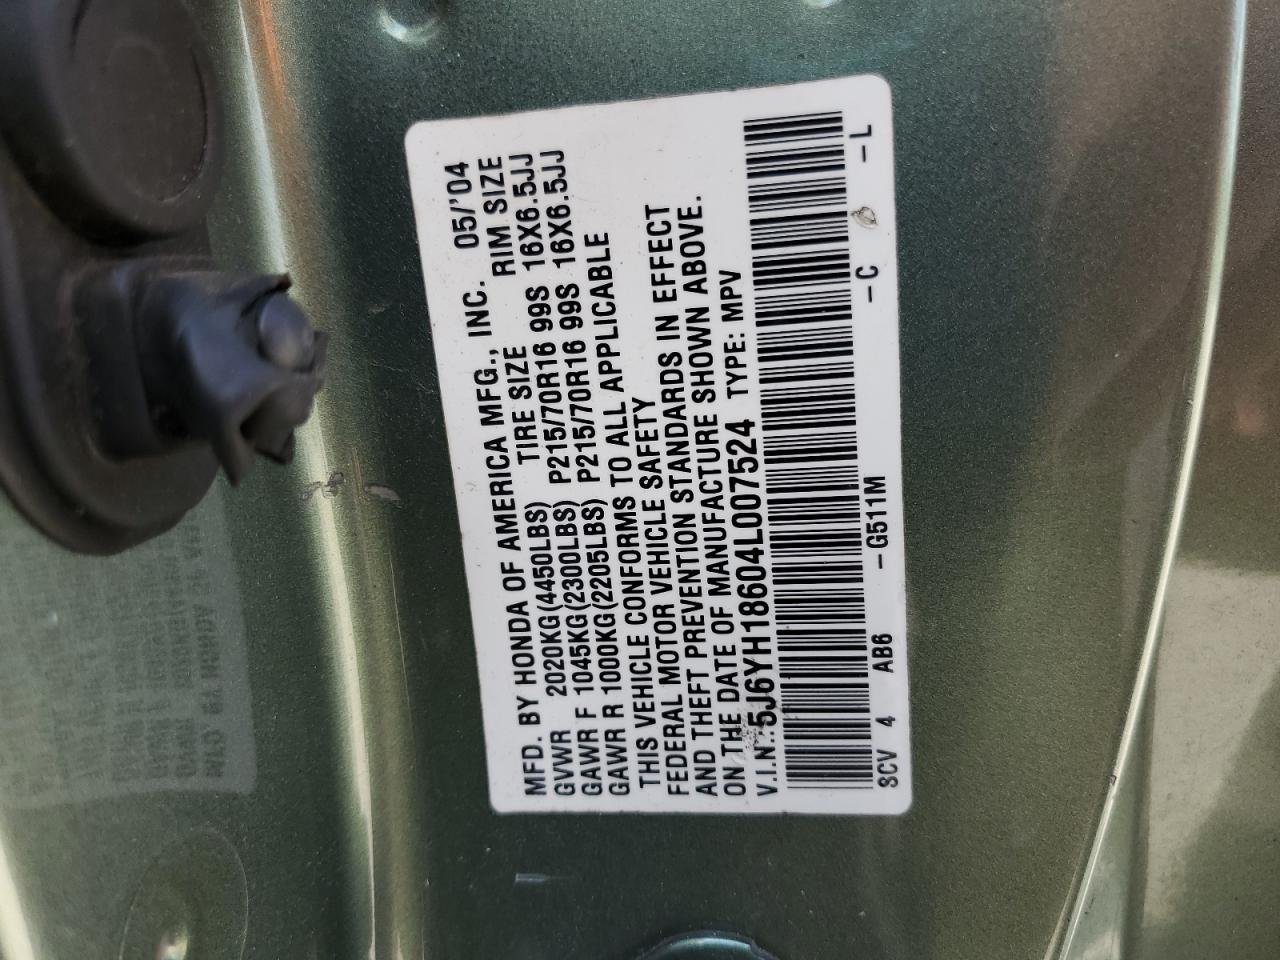 MFD. BY HONDA OF AMERICA MFG., INC. 05/'04
GVWR 2020KG(4450LBS) TIRE SIZE RIM SIZE
GAWR F 1045KG(2300LBS) P215/70R16 99S 16X6.5JJ
GAWR R 1000KG(2205LBS) P215/70R16 99S 16X6.5JJ
THIS VEHICLE CONFORMS TO ALL APPLICABLE
FEDERAL MOTOR VEHICLE SAFETY
AND THEFT PREVENTION STANDARDS IN EFFECT
ON THE DATE OF MANUFACTURE SHOWN ABOVE.
V.I.N.:5J6YH18604L007524 TYPE: MPV
SCV 4 AB6 -G511M -C -L